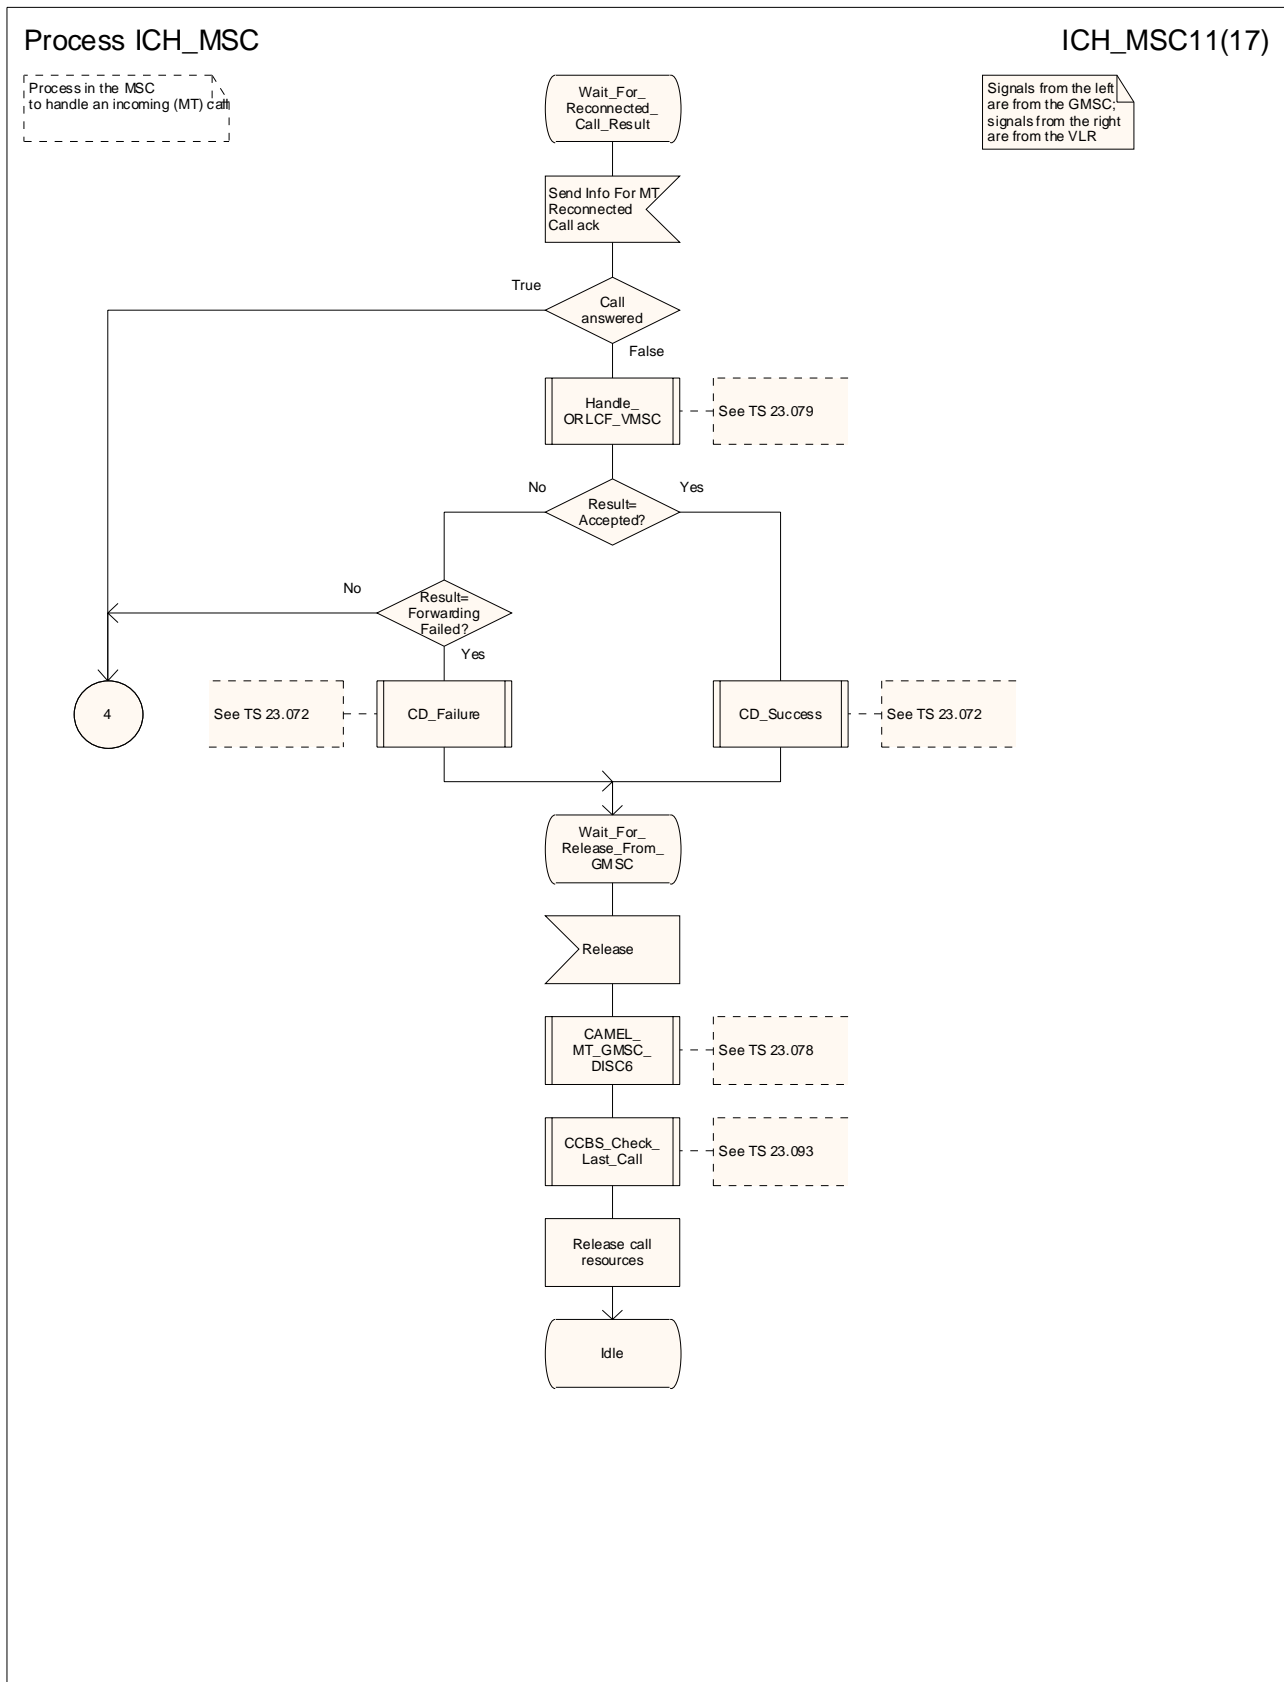 Process ICH_MSC
ICH_MSC11(17)
Process in the MSC
to handle an incoming (MT) call
Signals from the left
are from the GMSC;
signals from the right
are from the VLR
Wait_For_
Reconnected_
Call_Result
Send Info For MT
Reconnected
Call ack
True
Call
answered
False
Handle_
ORLCF_VMSC
See TS 23.079
No
Yes
Result=
Accepted?
No
Result=
Forwarding
Failed?
Yes
4
See TS 23.072
CD_Failure
CD_Success
See TS 23.072
Wait_For_
Release_From_
GMSC
Release
CAMEL_
MT_GMSC_
DISC6
See TS 23.078
CCBS_Check_
Last_Call
See TS 23.093
Release call
resources
Idle